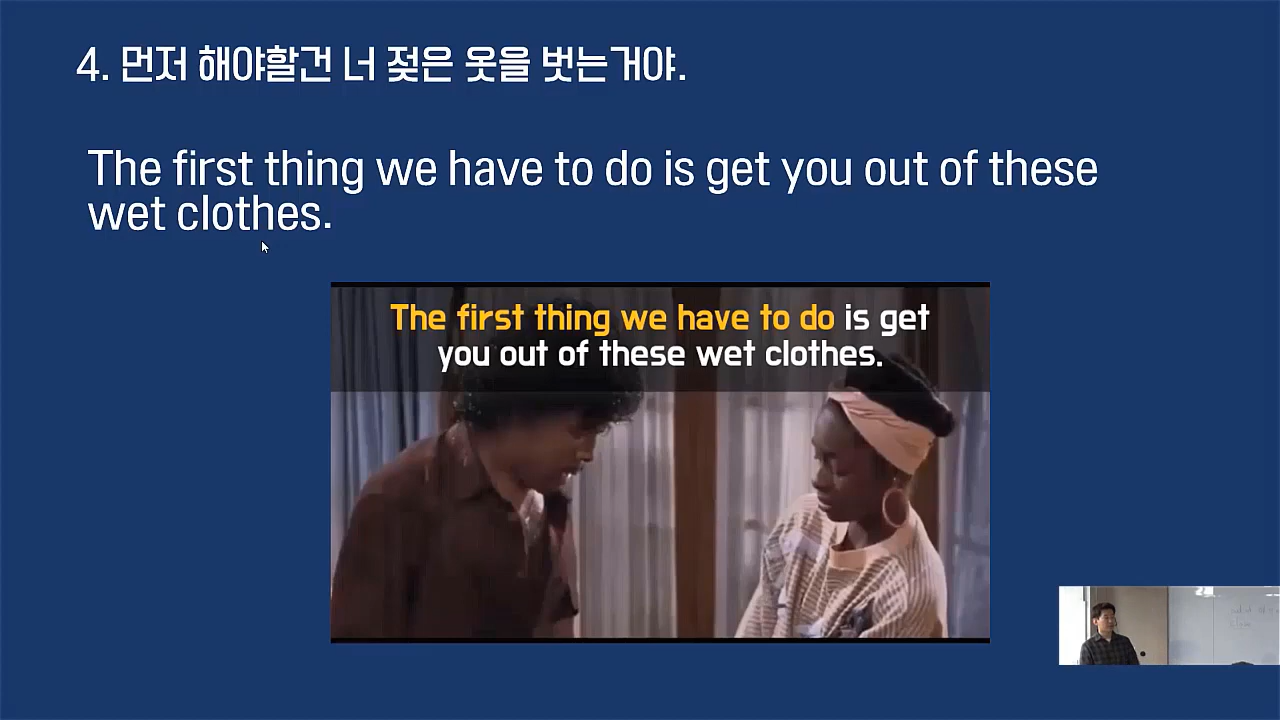 4. 먼저 해야할건 너 젖은 옷을 벗는거야.
The first thing we have to do is get you out of these
wet clothes.
The first thing we have to do is get
you out of these wet clothes.